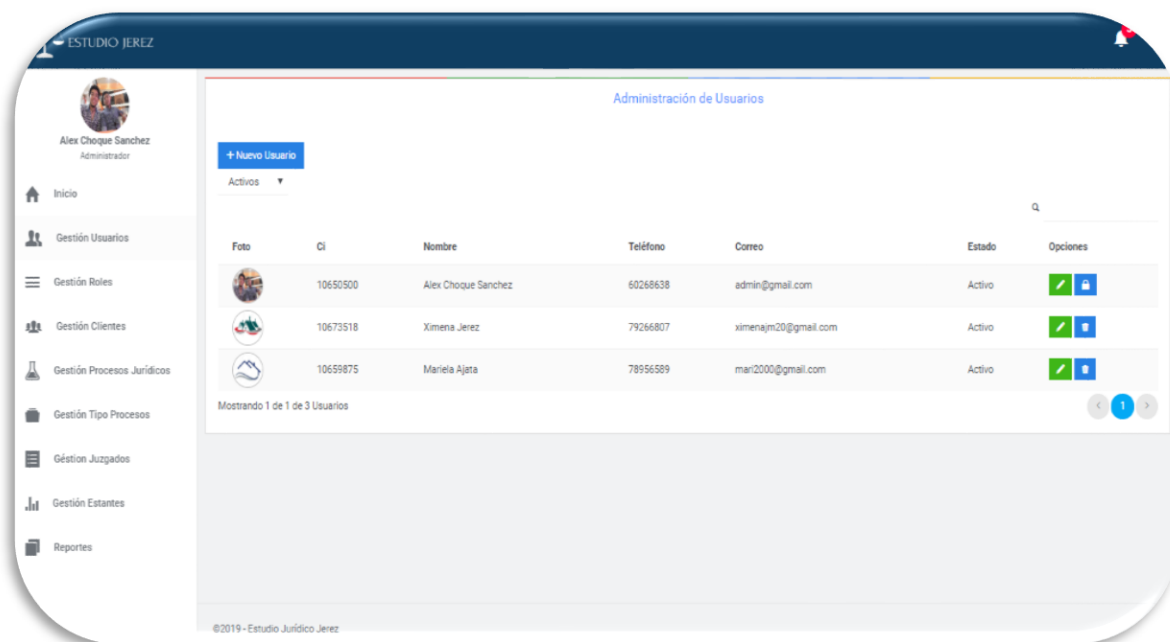 ESTUDIO JEREZ
Alex Choque Sanchez
Administrador
Inicio
Gestión Usuarios
Gestión Roles
Gestión Clientes
Gestión Procesos Jurídicos
Gestión Tipo Procesos
Géstion Juzgados
Gestión Estantes
Reportes
Administración de Usuarios
+ Nuevo Usuario
Activos ▼
Foto Ci Nombre Teléfono Correo Estado Opciones
10650500 Alex Choque Sanchez 60268638 admin@gmail.com Activo
10673518 Ximena Jerez 79266807 ximenajm20@gmail.com Activo
10659875 Mariela Ajata 78956589 mari2000@gmail.com Activo
Mostrando 1 de 1 de 3 Usuarios
< 1 >
©2019 - Estudio Jurídico Jerez